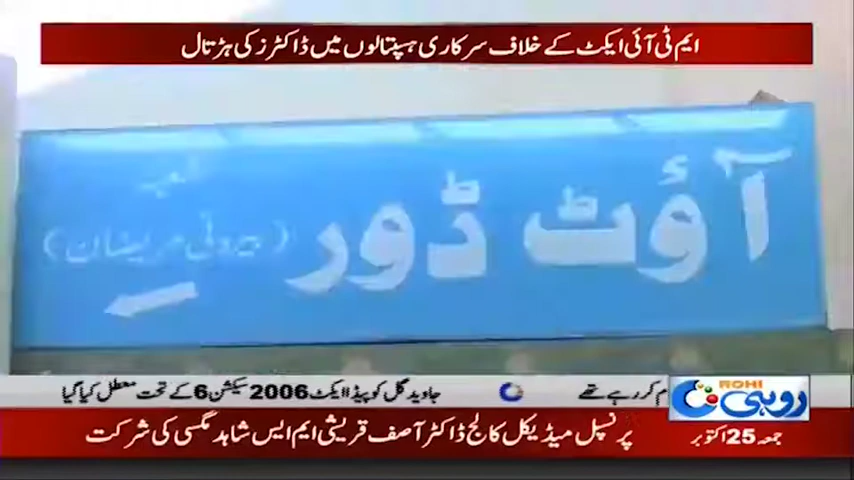 ایم ٹی آئی ایکٹ کے خلاف سرکاری ہسپتالوں میں ڈاکٹرز کی ہڑتال
آؤٹ ڈور
شعبہ
(بیرونی مریضان)
م کر رہے تھے
جاوید گل کو پیڈا ایکٹ 2006 سیکشن 6 کے تحت معطل کیا گیا
ROHI
روہی
جمعہ 25 اکتوبر
پرنسپل میڈیکل کالج ڈاکٹر آصف قریشی ایم ایس شاہد مگسی کی شرکت